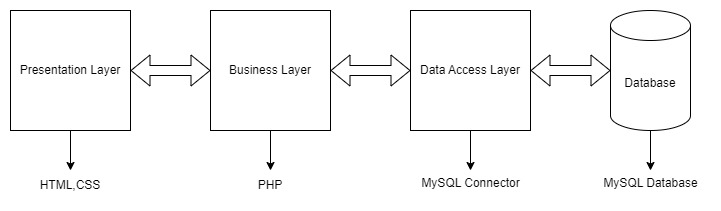 Presentation Layer
Business Layer
Data Access Layer
Database
HTML,CSS
PHP
MySQL Connector
MySQL Database